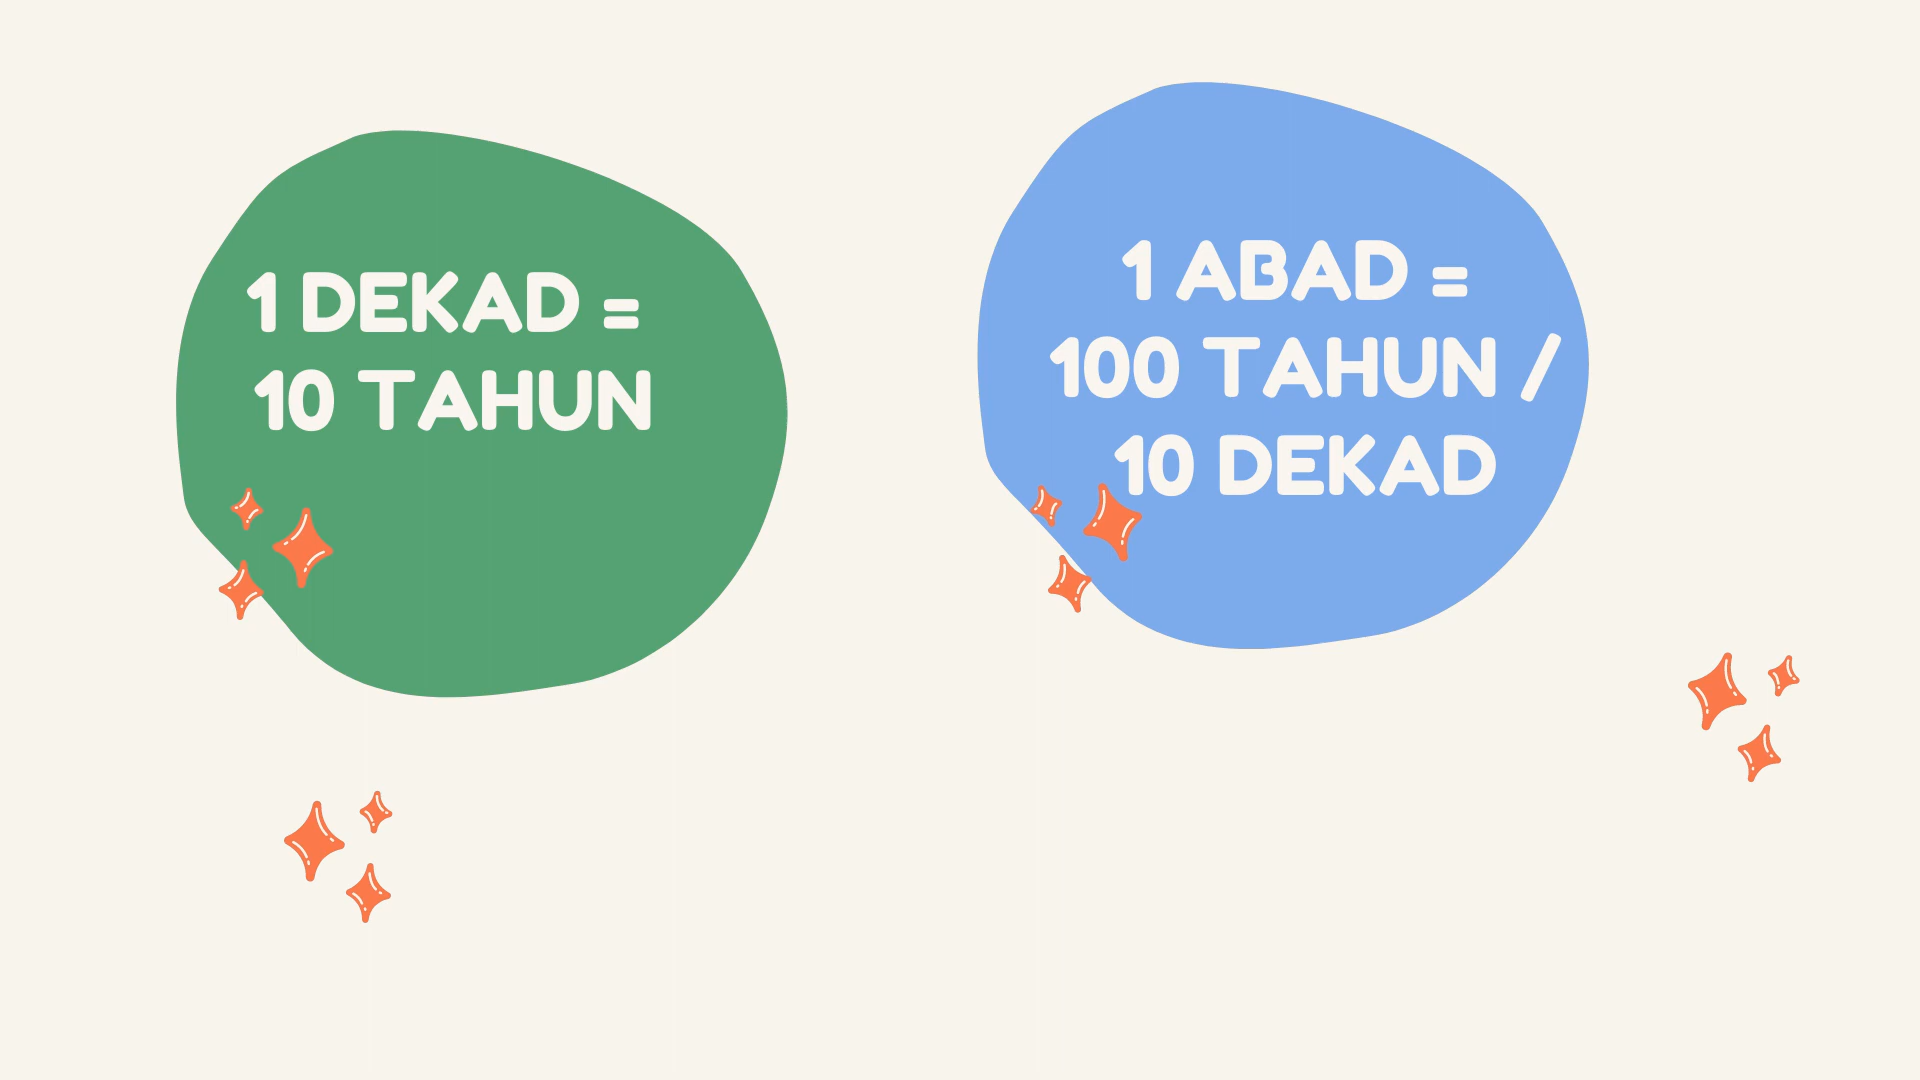 1 DEKAD =
10 TAHUN
1 ABAD =
100 TAHUN /
10 DEKAD